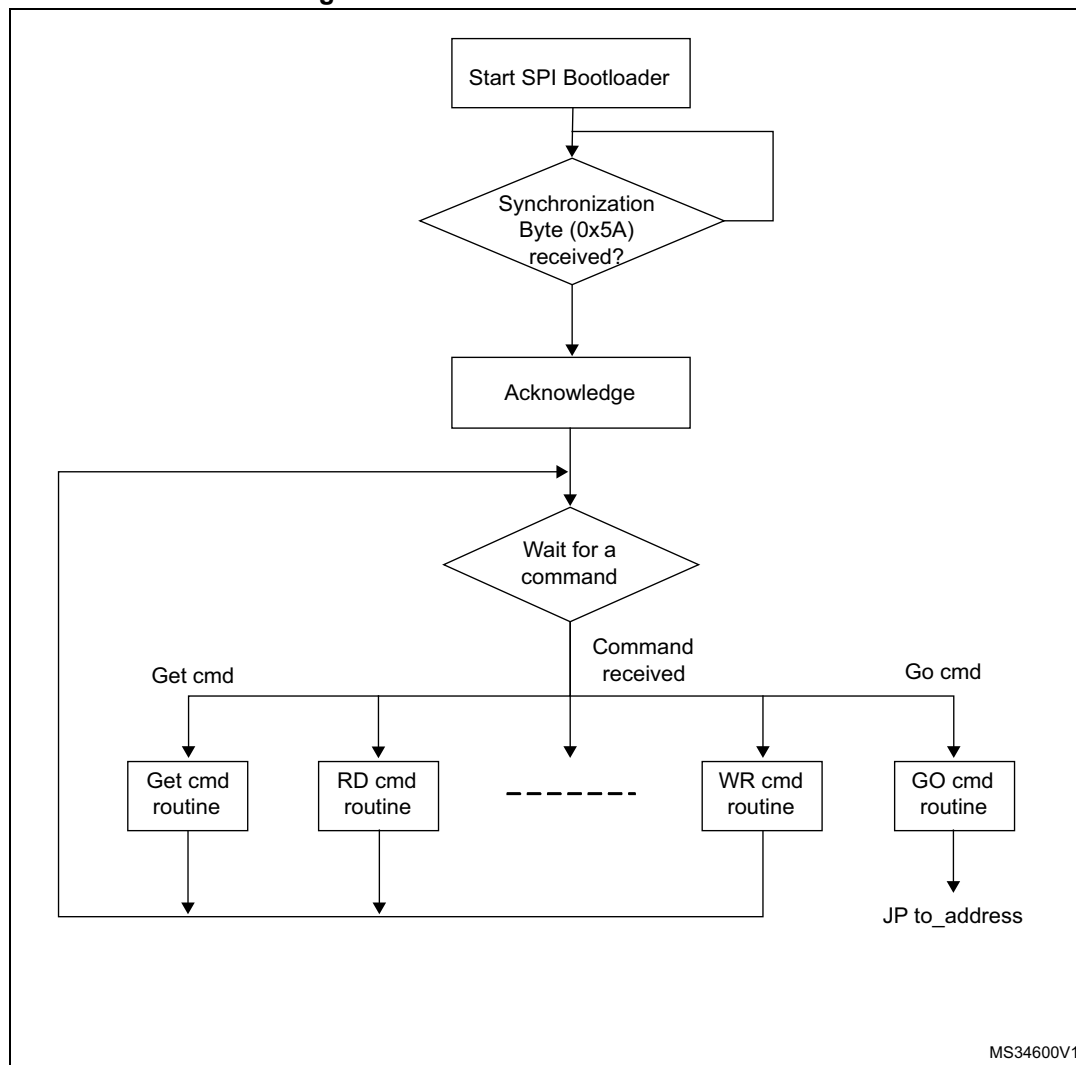 Start SPI Bootloader
Synchronization
Byte (0x5A)
received?
Acknowledge
Wait for a
command
Command
received
Get cmd
Go cmd
Get cmd
routine
RD cmd
routine
WR cmd
routine
GO cmd
routine
JP to_address
MS34600V1